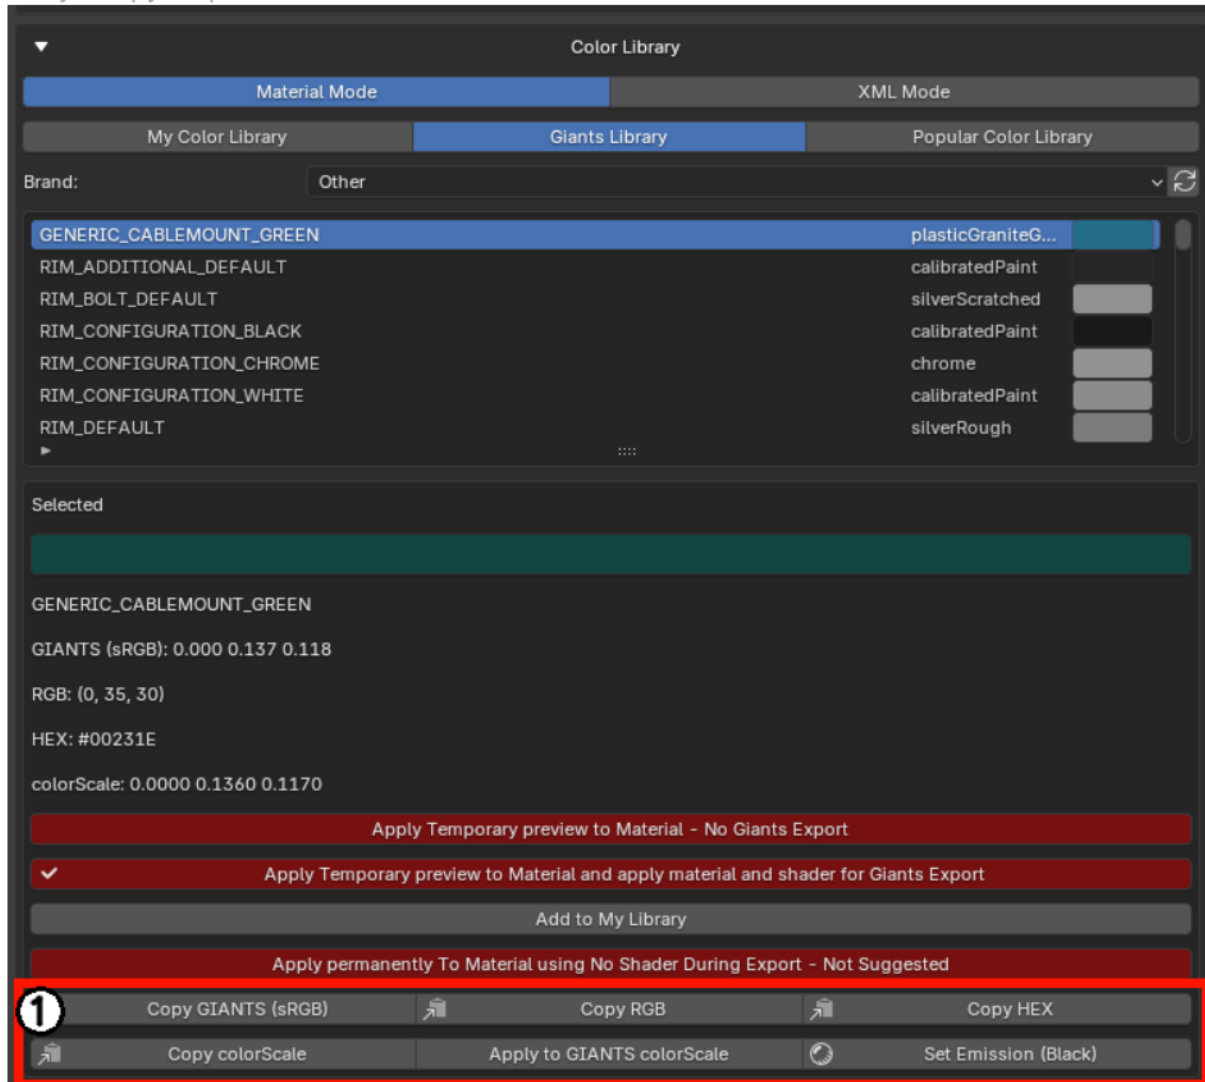 Color Library
Material Mode XML Mode
My Color Library Giants Library Popular Color Library
Brand: Other
GENERIC_CABLEMOUNT_GREEN plasticGraniteG...
RIM_ADDITIONAL_DEFAULT calibratedPaint
RIM_BOLT_DEFAULT silverScratched
RIM_CONFIGURATION_BLACK calibratedPaint
RIM_CONFIGURATION_CHROME chrome
RIM_CONFIGURATION_WHITE calibratedPaint
RIM_DEFAULT silverRough
Selected
GENERIC_CABLEMOUNT_GREEN
GIANTS (sRGB): 0.000 0.137 0.118
RGB: (0, 35, 30)
HEX: #00231E
colorScale: 0.0000 0.1360 0.1170
Apply Temporary preview to Material - No Giants Export
Apply Temporary preview to Material and apply material and shader for Giants Export
Add to My Library
Apply permanently To Material using No Shader During Export - Not Suggested
1 Copy GIANTS (sRGB) Copy RGB Copy HEX
Copy colorScale Apply to GIANTS colorScale Set Emission (Black)